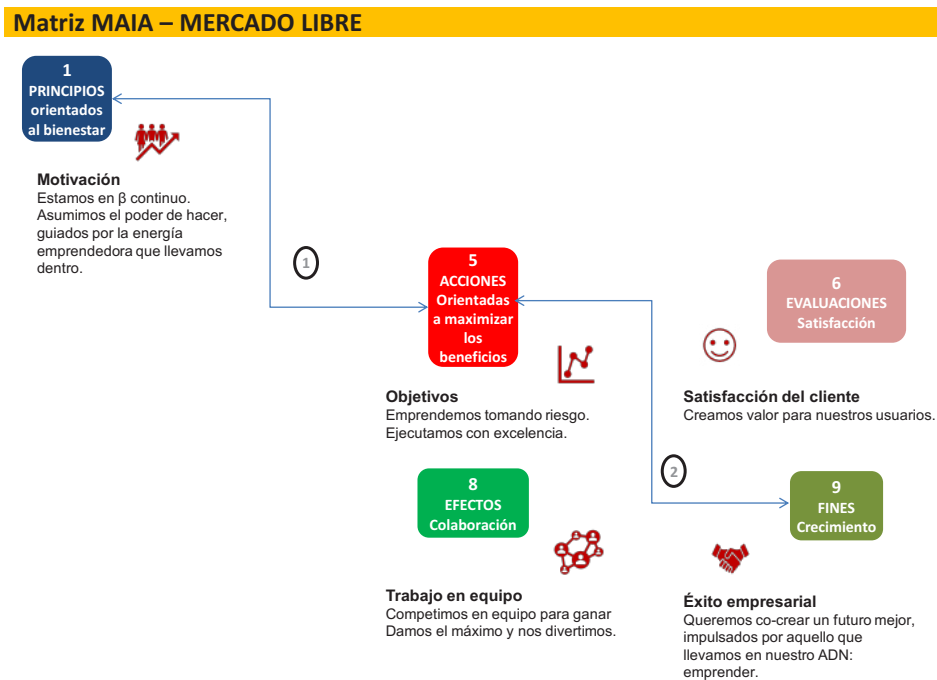 Matriz MAIA – MERCADO LIBRE
1
PRINCIPIOS
orientados
al bienestar
Motivación
Estamos en β continuo.
Asumimos el poder de hacer,
guiados por la energía
emprendedora que llevamos
dentro.
1
5
ACCIONES
Orientadas
a maximizar
los
beneficios
Objetivos
Emprendemos tomando riesgo.
Ejecutamos con excelencia.
6
EVALUACIONES
Satisfacción
Satisfacción del cliente
Creamos valor para nuestros usuarios.
2
8
EFECTOS
Colaboración
Trabajo en equipo
Competimos en equipo para ganar
Damos el máximo y nos divertimos.
9
FINES
Crecimiento
Éxito empresarial
Queremos co-crear un futuro mejor,
impulsados por aquello que
llevamos en nuestro ADN:
emprender.